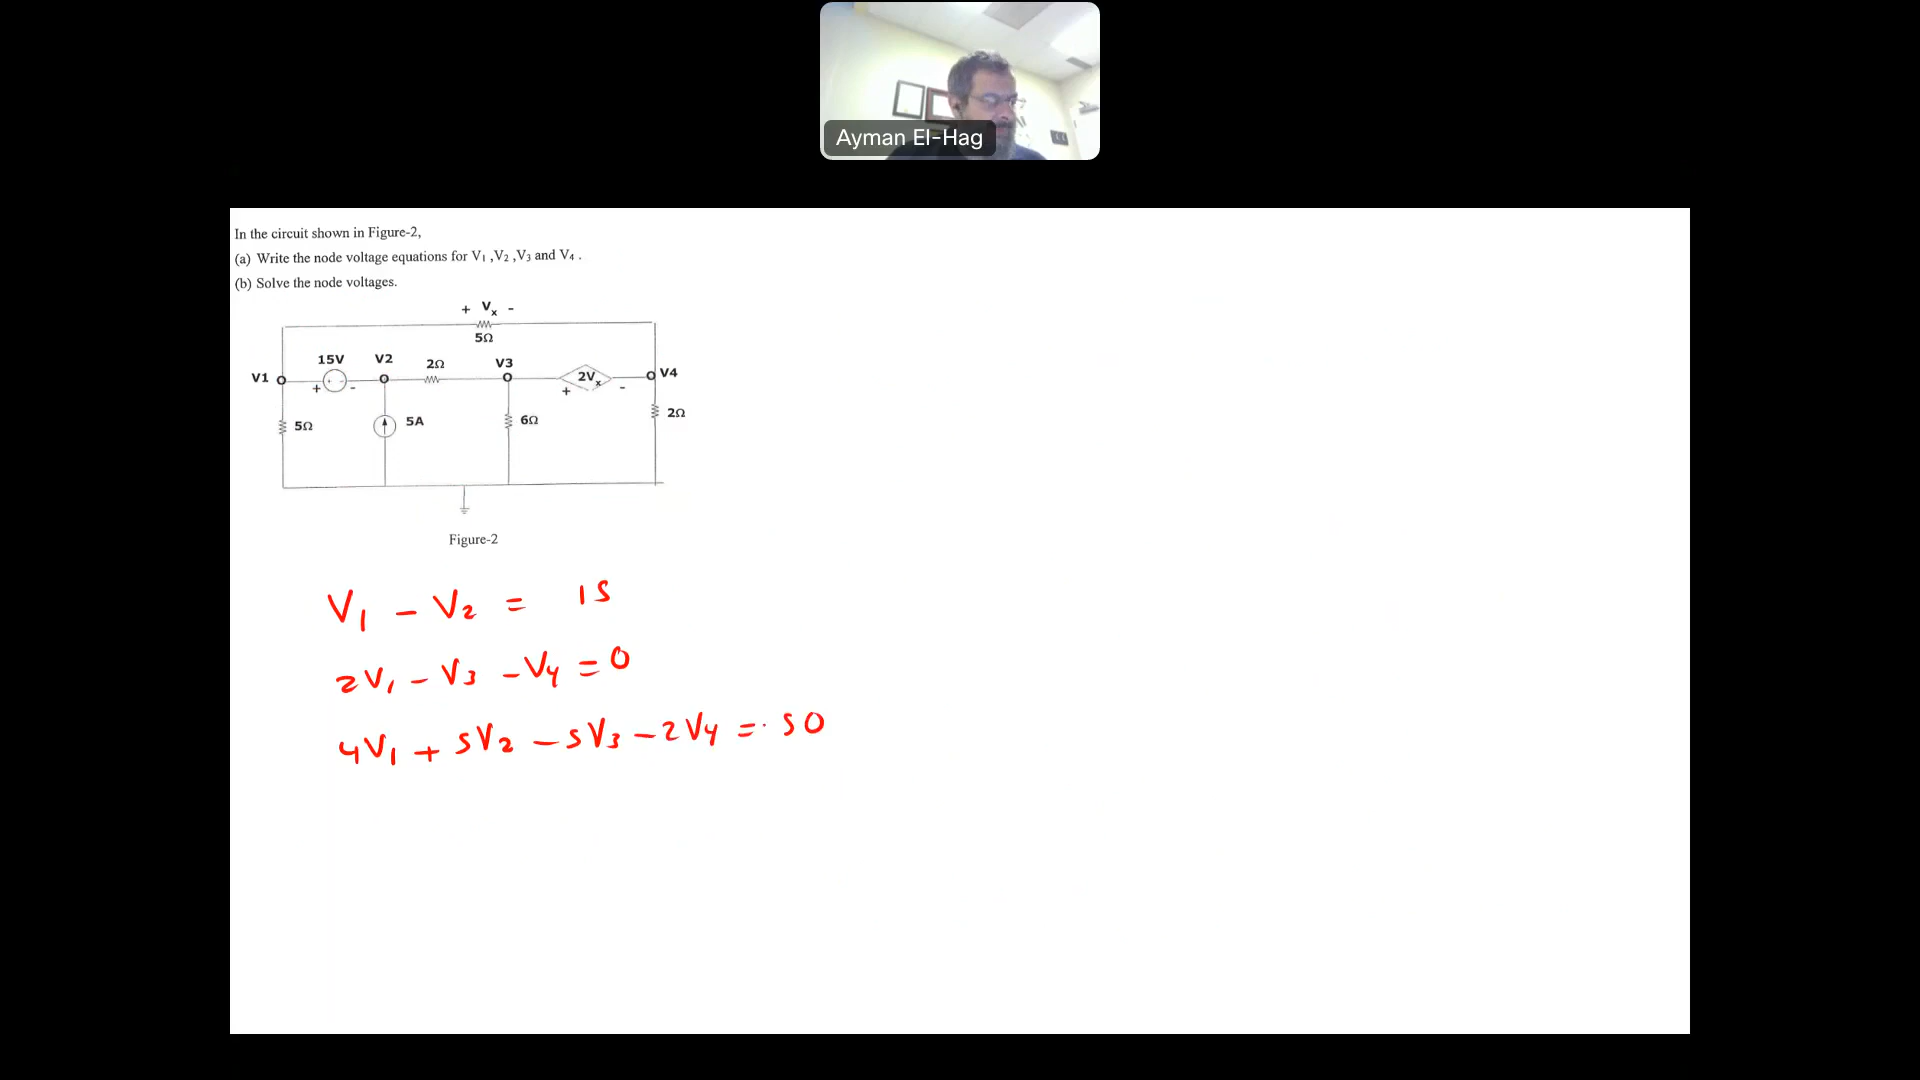 Ayman El-Hag
In the circuit shown in Figure-2,
(a) Write the node voltage equations for V₁ ,V₂ ,V₃ and V₄ .
(b) Solve the node voltages.
+ Vₓ -
5Ω
15V V2 2Ω V3
V1 + - 2Vₓ V4
+ -
5Ω 5A 6Ω 2Ω
Figure-2
V₁ - V₂ = 15
2V₁ - V₃ - V₄ = 0
4V₁ + 5V₂ - 5V₃ - 2V₄ = 50